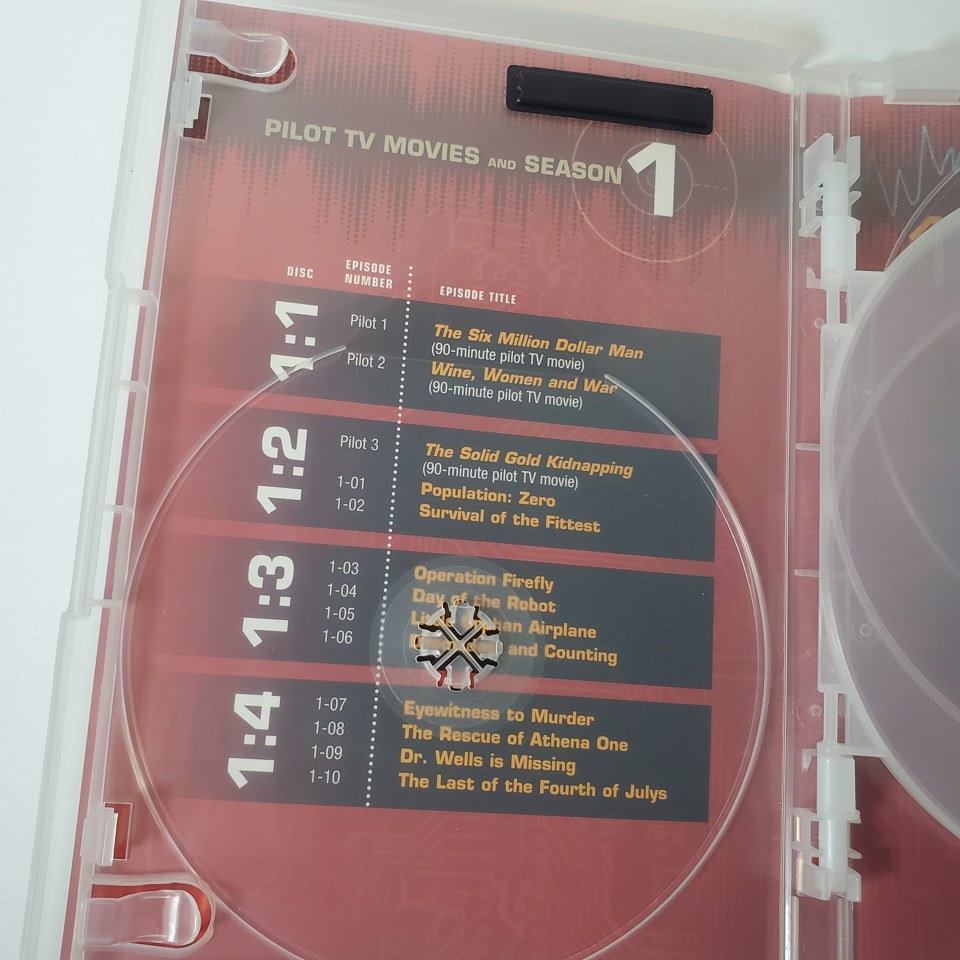 PILOT TV MOVIES AND SEASON 1
DISC
EPISODE NUMBER
EPISODE TITLE
1:1
Pilot 1
The Six Million Dollar Man
(90-minute pilot TV movie)
Pilot 2
Wine, Women and War
(90-minute pilot TV movie)
1:2
Pilot 3
The Solid Gold Kidnapping
(90-minute pilot TV movie)
1-01
Population: Zero
1-02
Survival of the Fittest
1:3
1-03
Operation Firefly
1-04
Day of the Robot
1-05
Airplane
1-06
and Counting
1:4
1-07
Eyewitness to Murder
1-08
The Rescue of Athena One
1-09
Dr. Wells is Missing
1-10
The Last of the Fourth of Julys